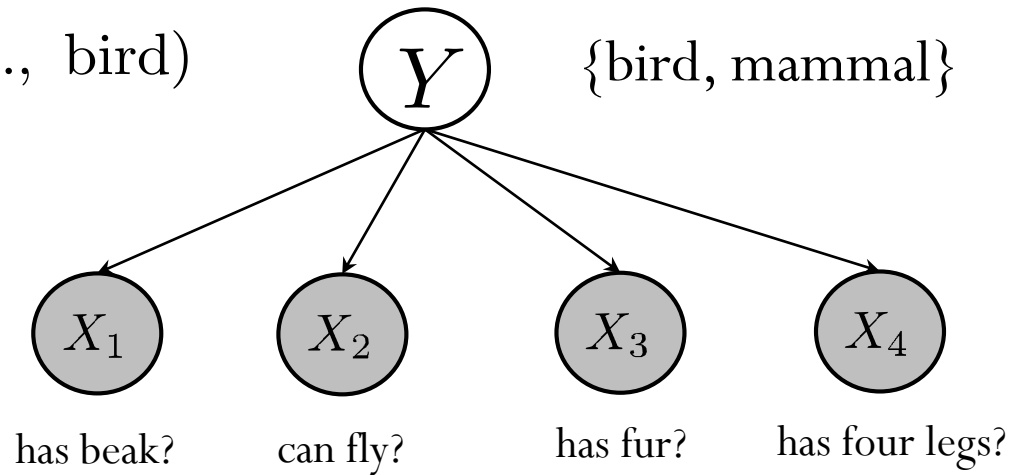 ., bird)
Y
{bird, mammal}
X₁
X₂
X₃
X₄
has beak?
can fly?
has fur?
has four legs?